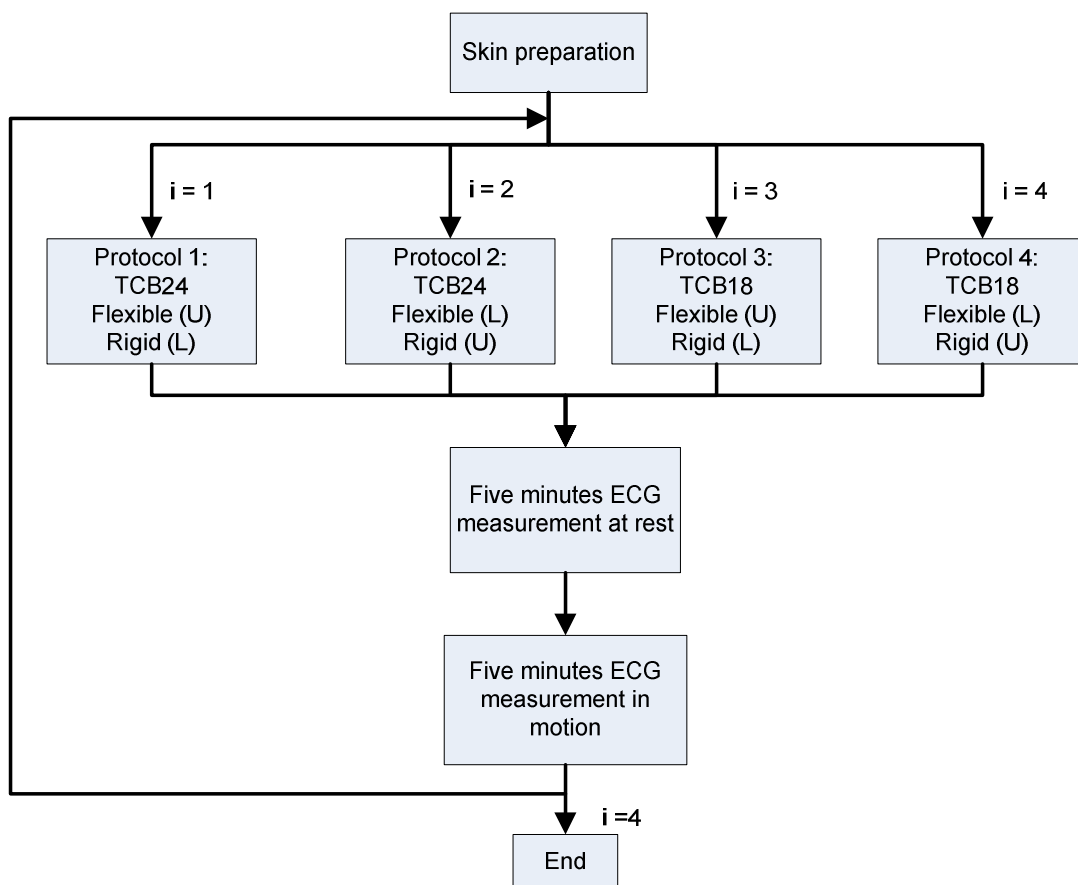 Skin preparation
i = 1
i = 2
i = 3
i = 4
Protocol 1:
TCB24
Flexible (U)
Rigid (L)
Protocol 2:
TCB24
Flexible (L)
Rigid (U)
Protocol 3:
TCB18
Flexible (U)
Rigid (L)
Protocol 4:
TCB18
Flexible (L)
Rigid (U)
Five minutes ECG
measurement at rest
Five minutes ECG
measurement in
motion
i =4
End